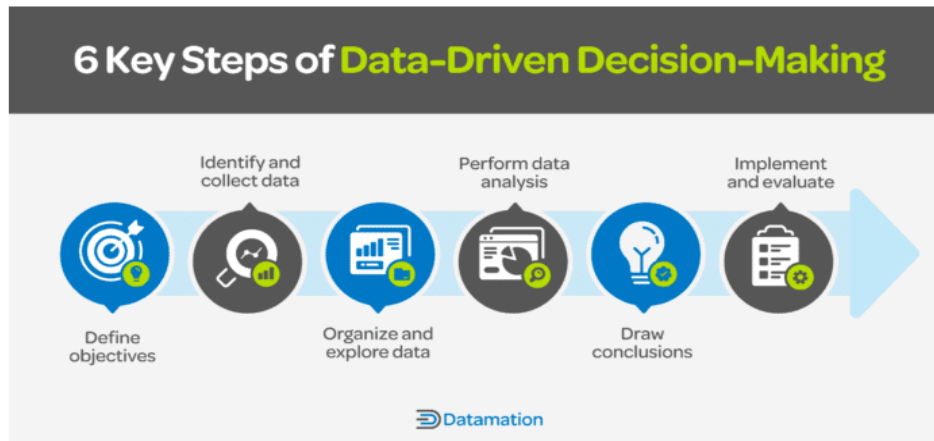 6 Key Steps of Data-Driven Decision-Making
Define
objectives
Identify and
collect data
Organize and
explore data
Perform data
analysis
Draw
conclusions
Implement
and evaluate
Datamation